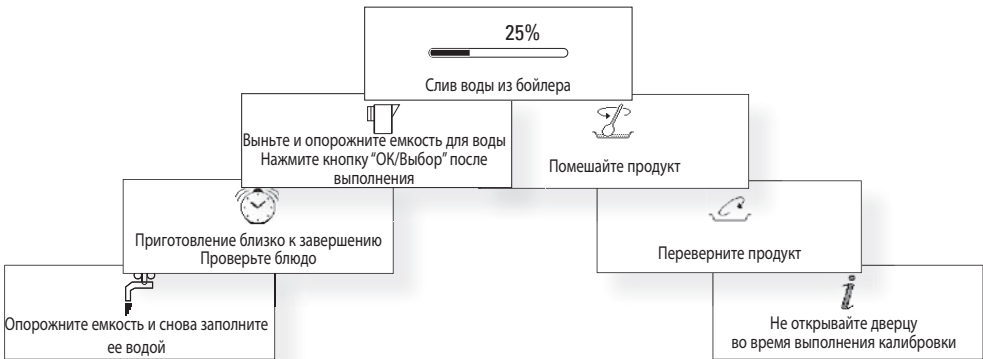 25%
Слив воды из бойлера
Выньте и опорожните емкость для воды
Нажмите кнопку “ОК/Выбор” после
выполнения
Помешайте продукт
Приготовление близко к завершению
Проверьте блюдо
Переверните продукт
Опорожните емкость и снова заполните
ее водой
Не открывайте дверцу
во время выполнения калибровки